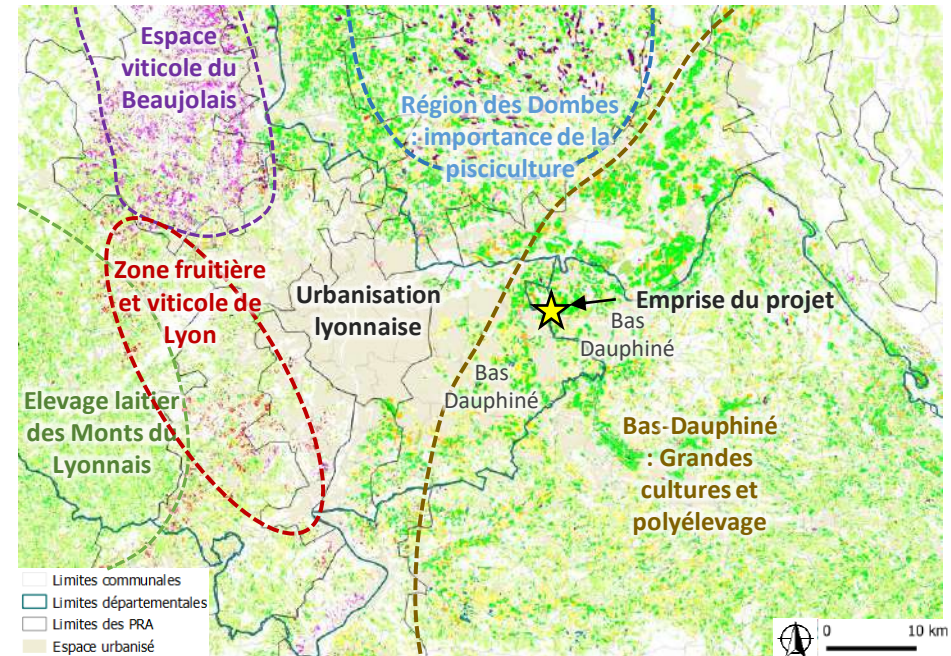 Espace
viticole du
Beaujolais
Région des Dombes
: importance de la
pisciculture
Zone fruitière
et viticole de
Lyon
Urbanisation
lyonnaise
Emprise du projet
Bas
Dauphiné
Bas
Dauphiné
Elevage laitier
des Monts du
Lyonnais
Bas-Dauphiné
: Grandes
cultures et
polyélevage
Limites communales
Limites départementales
Limites des PRA
Espace urbanisé
0 10 km